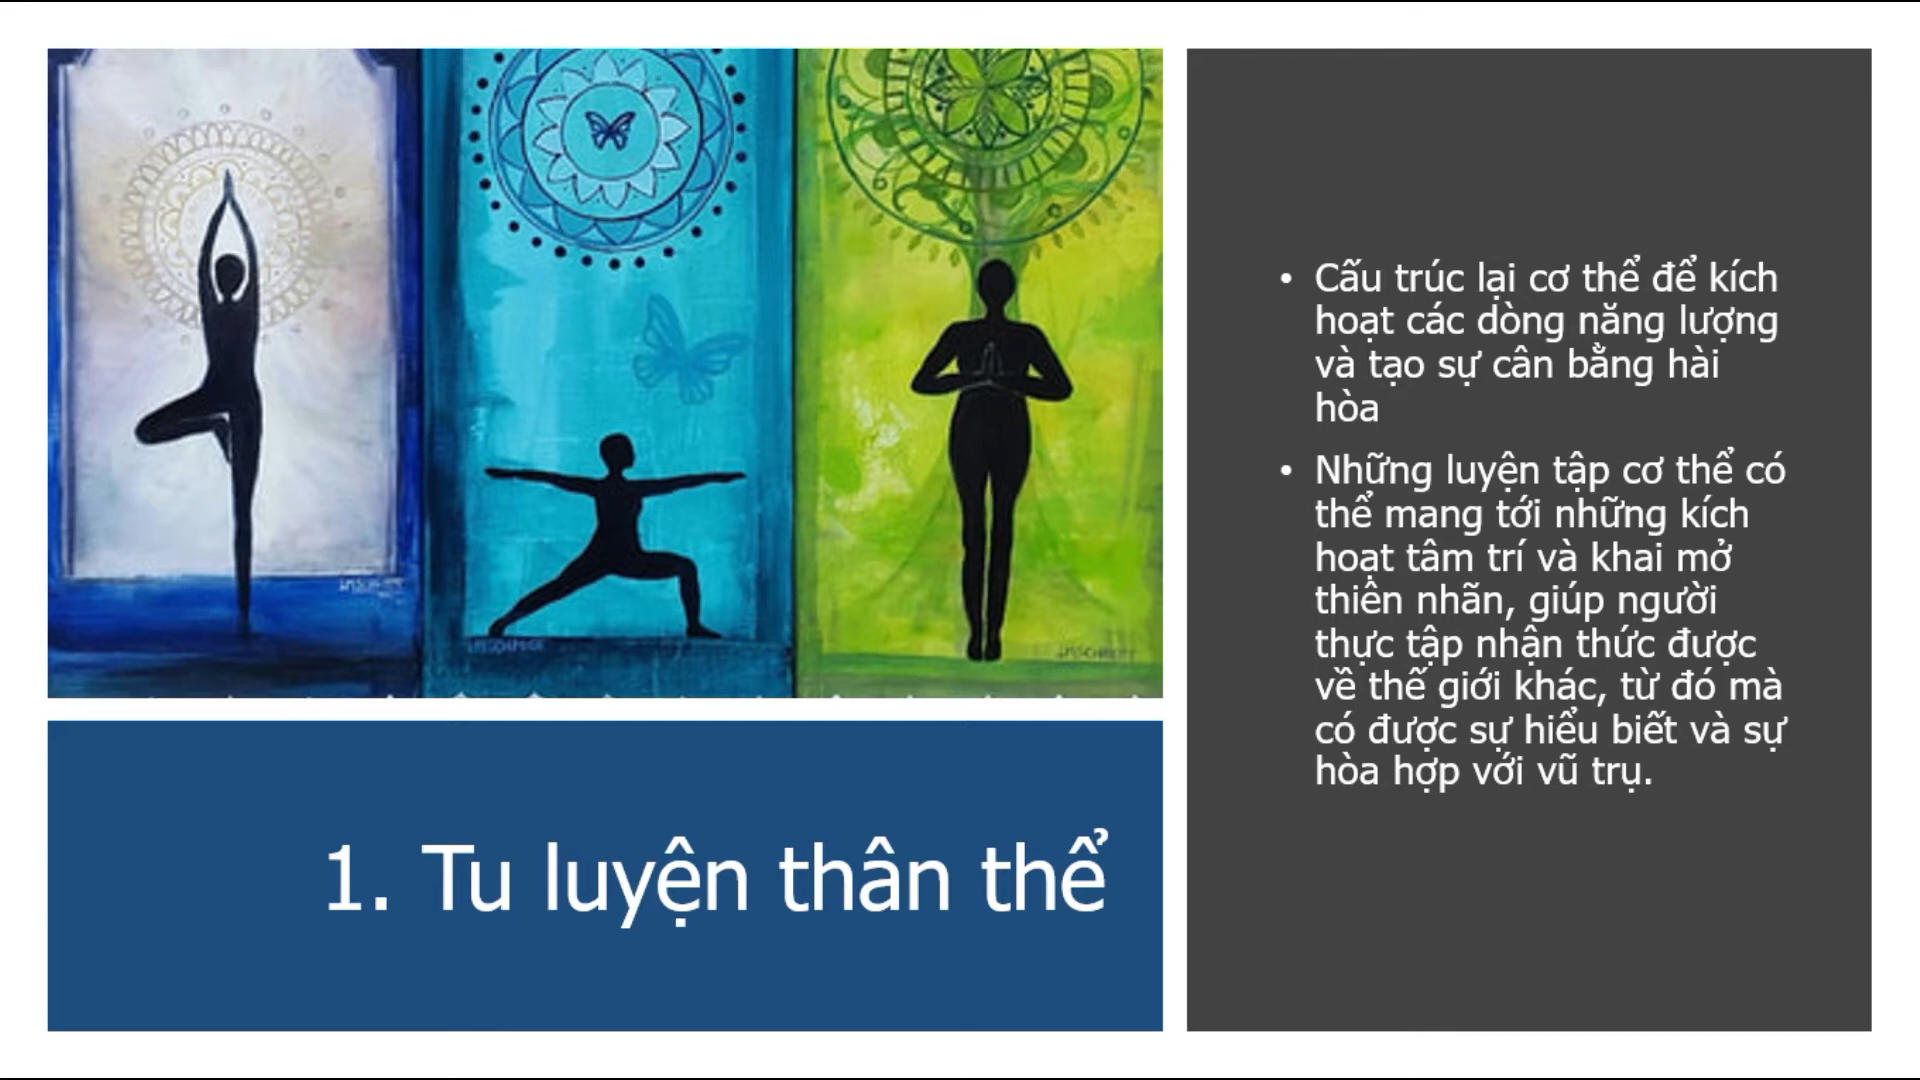 • Cấu trúc lại cơ thể để kích
hoạt các dòng năng lượng
và tạo sự cân bằng hài
hòa
• Những luyện tập cơ thể có
thể mang tới những kích
hoạt tâm trí và khai mở
thiên nhãn, giúp người
thực tập nhận thức được
về thế giới khác, từ đó mà
có được sự hiểu biết và sự
hòa hợp với vũ trụ.
1. Tu luyện thân thể